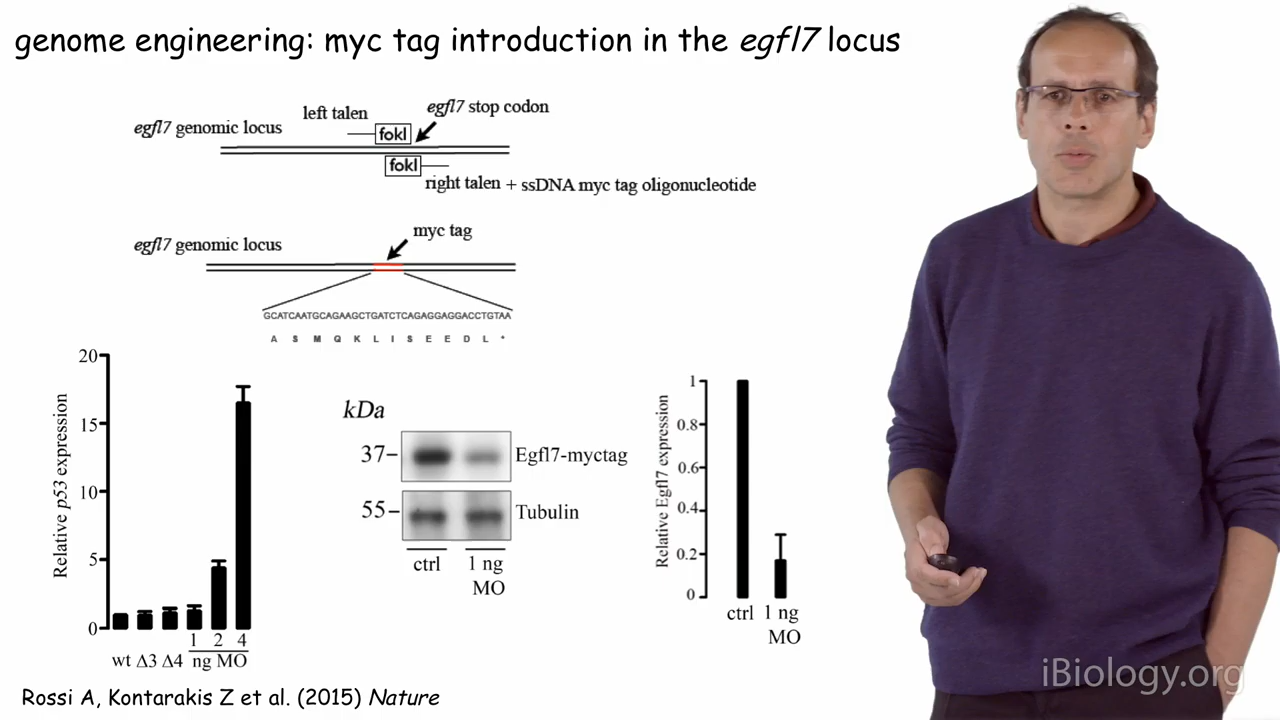 genome engineering: myc tag introduction in the egfl7 locus
egfl7 stop codon
left talen
egfl7 genomic locus
fokI
fokI
right talen + ssDNA myc tag oligonucleotide
myc tag
egfl7 genomic locus
GCATCAATGCAGAAGCTGATCTCAGAGGAGGACCTGTAA
A S M Q K L I S E E D L *
Relative p53 expression
20
15
10
5
0
1 2 4
wt Δ3 Δ4 ng MO
kDa
37 Egfl7-myctag
55 Tubulin
ctrl 1 ng
MO
Relative Egfl7 expression
1
0.8
0.6
0.4
0.2
0
ctrl 1 ng
MO
Rossi A, Kontarakis Z et al. (2015) Nature
iBiology.org